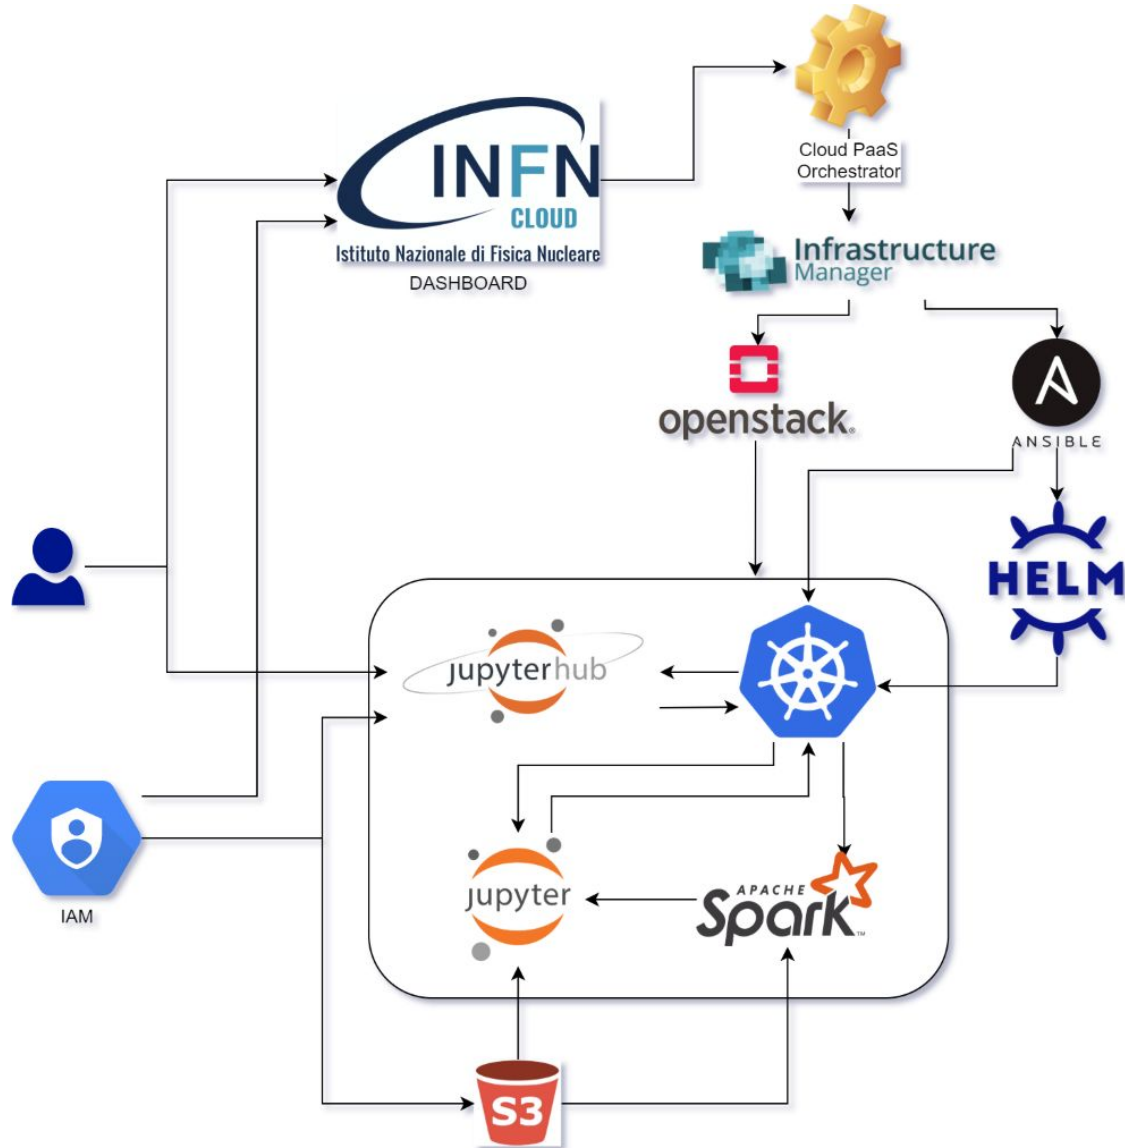 Cloud PaaS
Orchestrator
INFN
CLOUD
Istituto Nazionale di Fisica Nucleare
DASHBOARD
Infrastructure
Manager
openstack®
ANSIBLE
HELM
jupyterhub
IAM
jupyter
APACHE
Spark™
S3